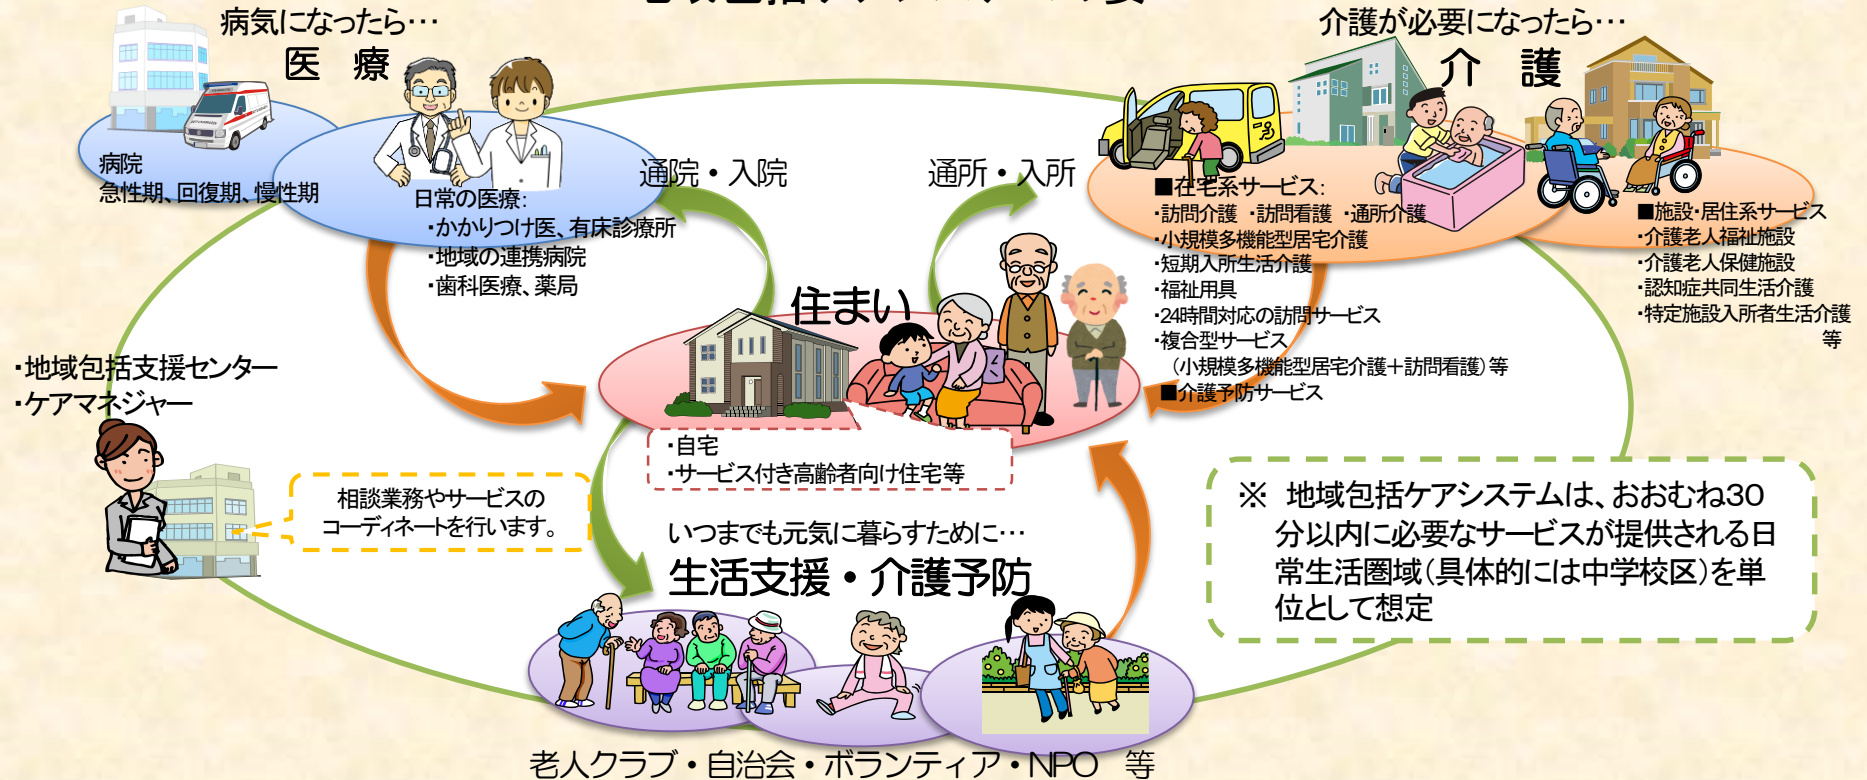 病気になったら…
医　療
病院
急性期、回復期、慢性期
日常の医療：
・かかりつけ医、有床診療所
・地域の連携病院
・歯科医療、薬局
通院・入院
通所・入所
介護が必要になったら…
介　護
■在宅系サービス：
・訪問介護　・訪問看護　・通所介護
・小規模多機能型居宅介護
・短期入所生活介護
・福祉用具
・24時間対応の訪問サービス
・複合型サービス
（小規模多機能型居宅介護＋訪問看護）等
■介護予防サービス
■施設・居住系サービス
・介護老人福祉施設
・介護老人保健施設
・認知症共同生活介護
・特定施設入所者生活介護
等
住まい
・自宅
・サービス付き高齢者向け住宅等
・地域包括支援センター
・ケアマネジャー
相談業務やサービスの
コーディネートを行います。
いつまでも元気に暮らすために…
生活支援・介護予防
老人クラブ・自治会・ボランティア・NPO　等
※　地域包括ケアシステムは、おおむね30
分以内に必要なサービスが提供される日
常生活圏域（具体的には中学校区）を単
位として想定